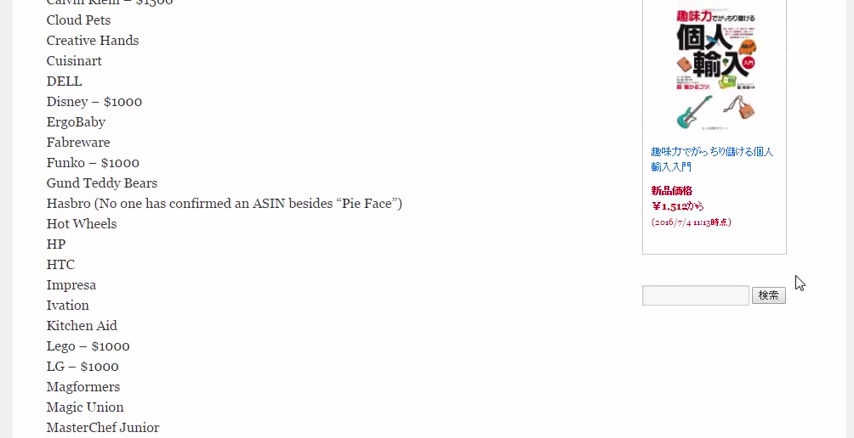 Calvin Klein – $1500
Cloud Pets
Creative Hands
Cuisinart
DELL
Disney – $1000
ErgoBaby
Fabreware
Funko – $1000
Gund Teddy Bears
Hasbro (No one has confirmed an ASIN besides “Pie Face”)
Hot Wheels
HP
HTC
Impresa
Ivation
Kitchen Aid
Lego – $1000
LG – $1000
Magformers
Magic Union
MasterChef Junior
趣味力でがっちり儲ける
個人
輸入
入門
趣味力でがっちり儲ける個人
輸入入門
新品価格
￥1,512から
(2016/7/4 11:13時点)
検索